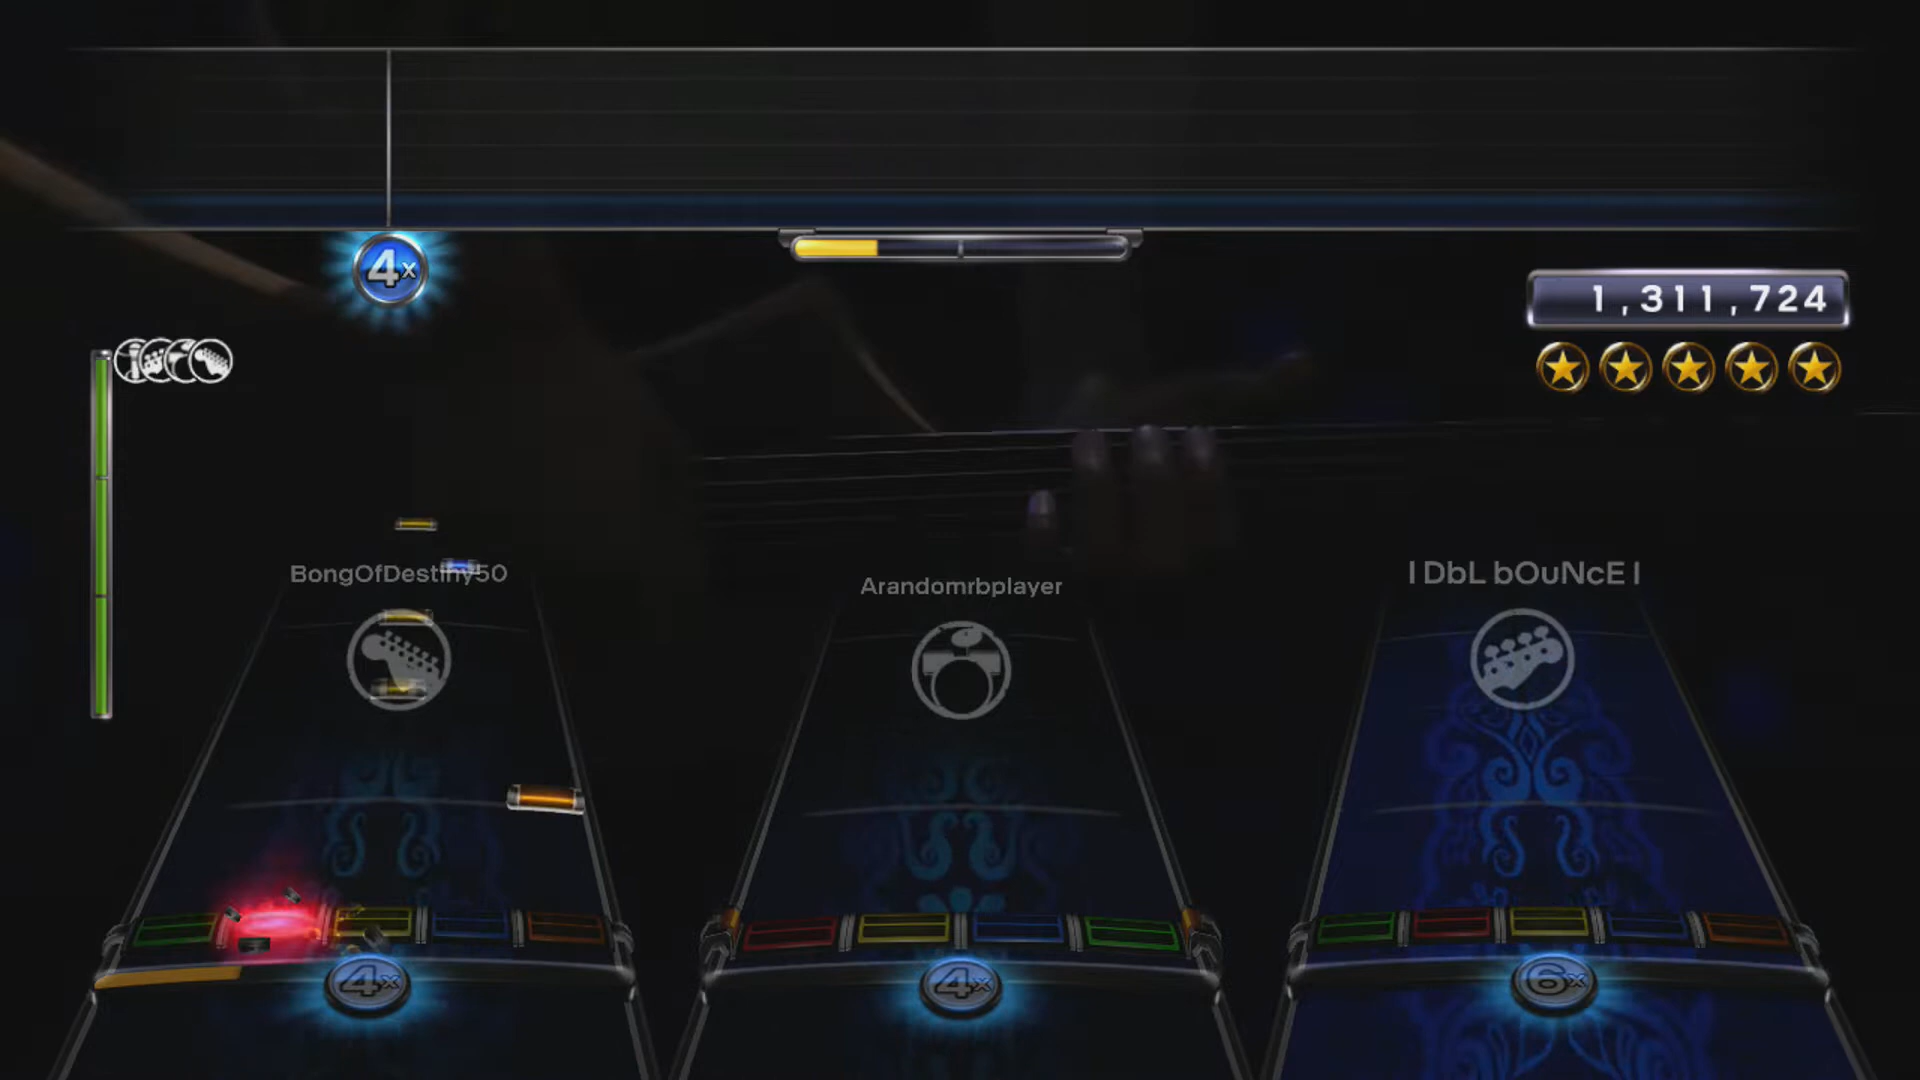 4x
1,311,724
BongOfDestiny50
Arandomrbplayer
l DbL bOuNcE l
4x
4x
6x